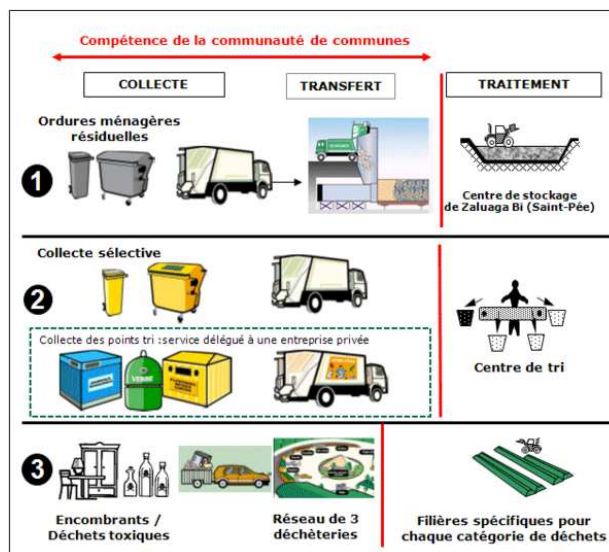 Compétence de la communauté de communes
COLLECTE
TRANSFERT
TRAITEMENT
Ordures ménagères
résiduelles
1
Centre de stockage
de Zaluaga Bi (Saint-Pée)
Collecte sélective
2
Collecte des points tri :service délégué à une entreprise privée
VERRE
Centre de tri
3
Encombrants /
Déchets toxiques
Réseau de 3
déchèteries
Filières spécifiques pour
chaque catégorie de déchets